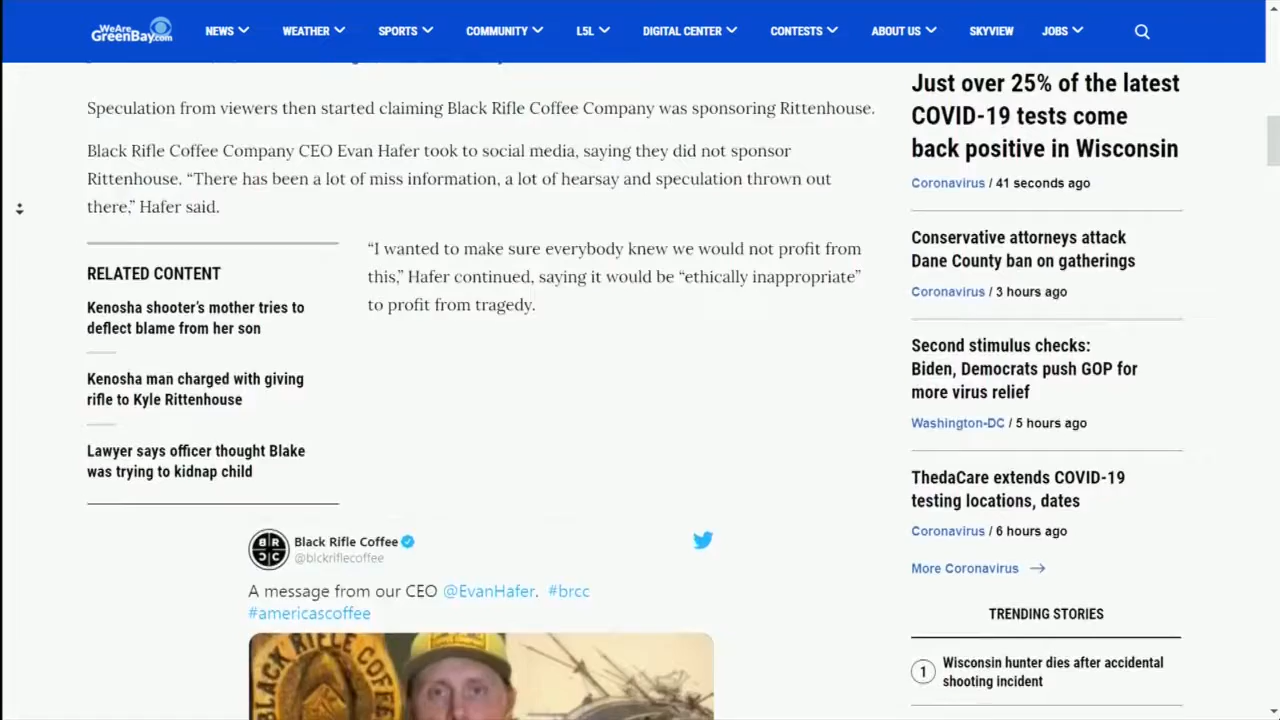 WeAre
GreenBay.com
NEWS
WEATHER
SPORTS
COMMUNITY
L5L
DIGITAL CENTER
CONTESTS
ABOUT US
SKYVIEW
JOBS
Speculation from viewers then started claiming Black Rifle Coffee Company was sponsoring Rittenhouse.
Black Rifle Coffee Company CEO Evan Hafer took to social media, saying they did not sponsor
Rittenhouse. “There has been a lot of miss information, a lot of hearsay and speculation thrown out
there,” Hafer said.
RELATED CONTENT
Kenosha shooter’s mother tries to
deflect blame from her son
Kenosha man charged with giving
rifle to Kyle Rittenhouse
Lawyer says officer thought Blake
was trying to kidnap child
“I wanted to make sure everybody knew we would not profit from
this,” Hafer continued, saying it would be “ethically inappropriate”
to profit from tragedy.
Black Rifle Coffee
@blckriflecoffee
A message from our CEO @EvanHafer. #brcc
#americascoffee
BLACK RIFLE COFFE
Just over 25% of the latest
COVID-19 tests come
back positive in Wisconsin
Coronavirus / 41 seconds ago
Conservative attorneys attack
Dane County ban on gatherings
Coronavirus / 3 hours ago
Second stimulus checks:
Biden, Democrats push GOP for
more virus relief
Washington-DC / 5 hours ago
ThedaCare extends COVID-19
testing locations, dates
Coronavirus / 6 hours ago
More Coronavirus
TRENDING STORIES
1 Wisconsin hunter dies after accidental
shooting incident